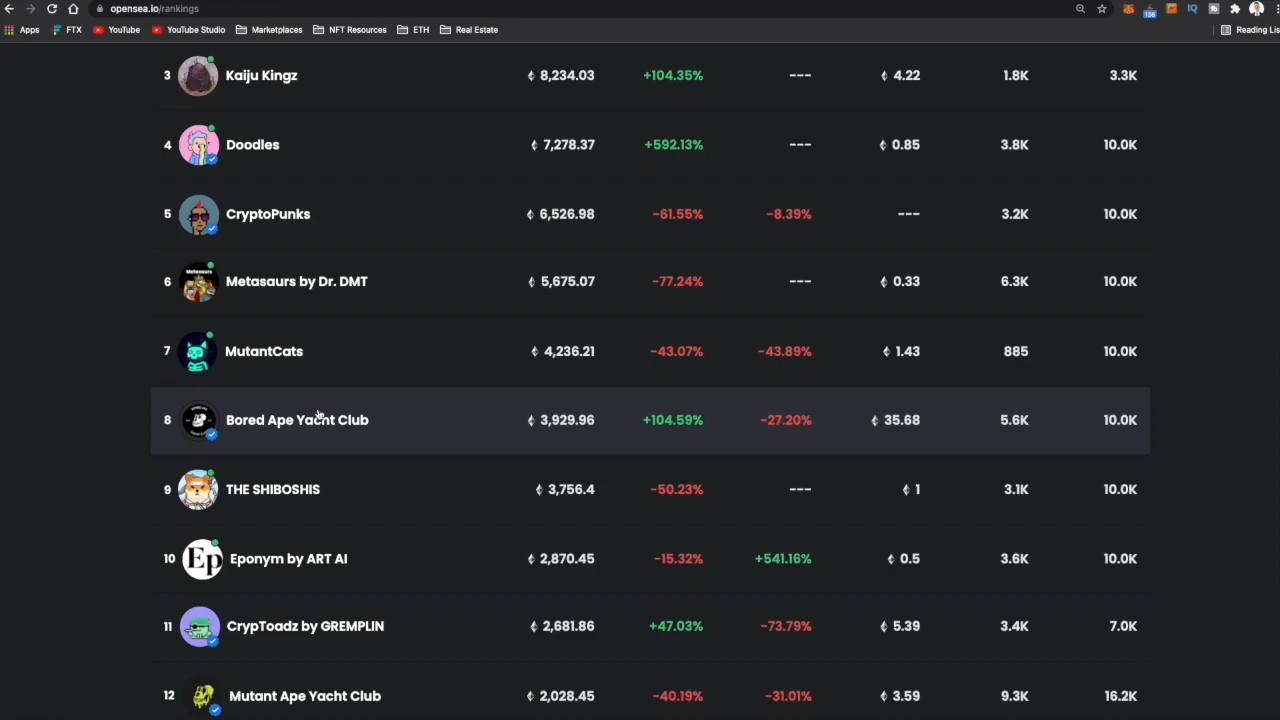 opensea.io/rankings
136
IQ
Apps FTX YouTube YouTube Studio Marketplaces NFT Resources ETH Real Estate Reading Lis
3 Kaiju Kingz 8,234.03 +104.35% --- 4.22 1.8K 3.3K
4 Doodles 7,278.37 +592.13% --- 0.85 3.8K 10.0K
5 CryptoPunks 6,526.98 -61.55% -8.39% --- 3.2K 10.0K
Metasaurs
6 Metasaurs by Dr. DMT 5,675.07 -77.24% --- 0.33 6.3K 10.0K
7 MutantCats 4,236.21 -43.07% -43.89% 1.43 885 10.0K
8 Bored Ape Yacht Club 3,929.96 +104.59% -27.20% 35.68 5.6K 10.0K
9 THE SHIBOSHIS 3,756.4 -50.23% --- 1 3.1K 10.0K
10 Ep Eponym by ART AI 2,870.45 -15.32% +541.16% 0.5 3.6K 10.0K
11 CrypToadz by GREMPLIN 2,681.86 +47.03% -73.79% 5.39 3.4K 7.0K
12 Mutant Ape Yacht Club 2,028.45 -40.19% -31.01% 3.59 9.3K 16.2K